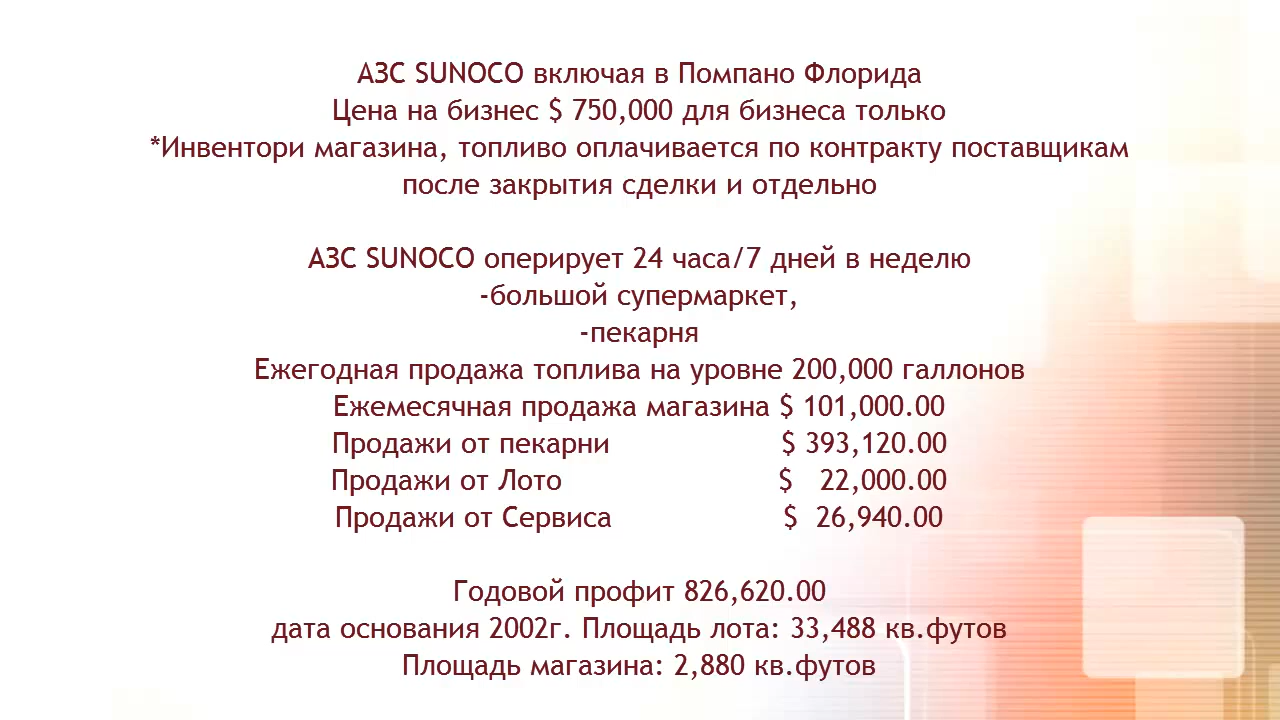 АЗС SUNOCO включая в Помпано Флорида
Цена на бизнес $ 750,000 для бизнеса только
*Инвентори магазина, топливо оплачивается по контракту поставщикам
после закрытия сделки и отдельно
АЗС SUNOCO оперирует 24 часа/7 дней в неделю
-большой супермаркет,
-пекарня
Ежегодная продажа топлива на уровне 200,000 галлонов
Ежемесячная продажа магазина $ 101,000.00
Продажи от пекарни $ 393,120.00
Продажи от Лото $ 22,000.00
Продажи от Сервиса $ 26,940.00
Годовой профит 826,620.00
дата основания 2002г. Площадь лота: 33,488 кв.футов
Площадь магазина: 2,880 кв.футов